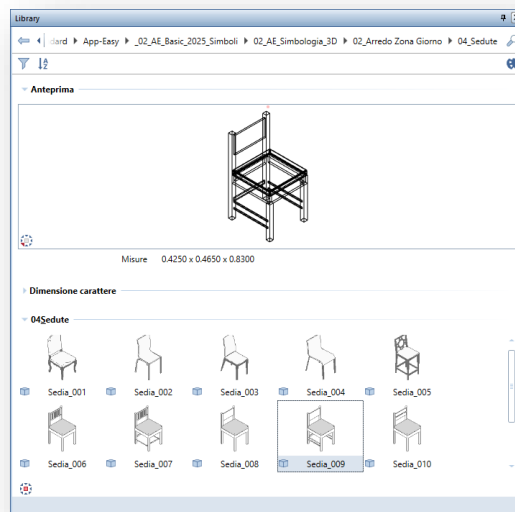 Library
dard App-Easy _02_AE_Basic_2025_Simboli 02_AE_Simbologia_3D 02_Arredo Zona Giorno 04_Sedute
Anteprima
Misure 0.4250 x 0.4650 x 0.8300
Dimensione carattere
04Sedute
Sedia_001 Sedia_002 Sedia_003 Sedia_004 Sedia_005
Sedia_006 Sedia_007 Sedia_008 Sedia_009 Sedia_010